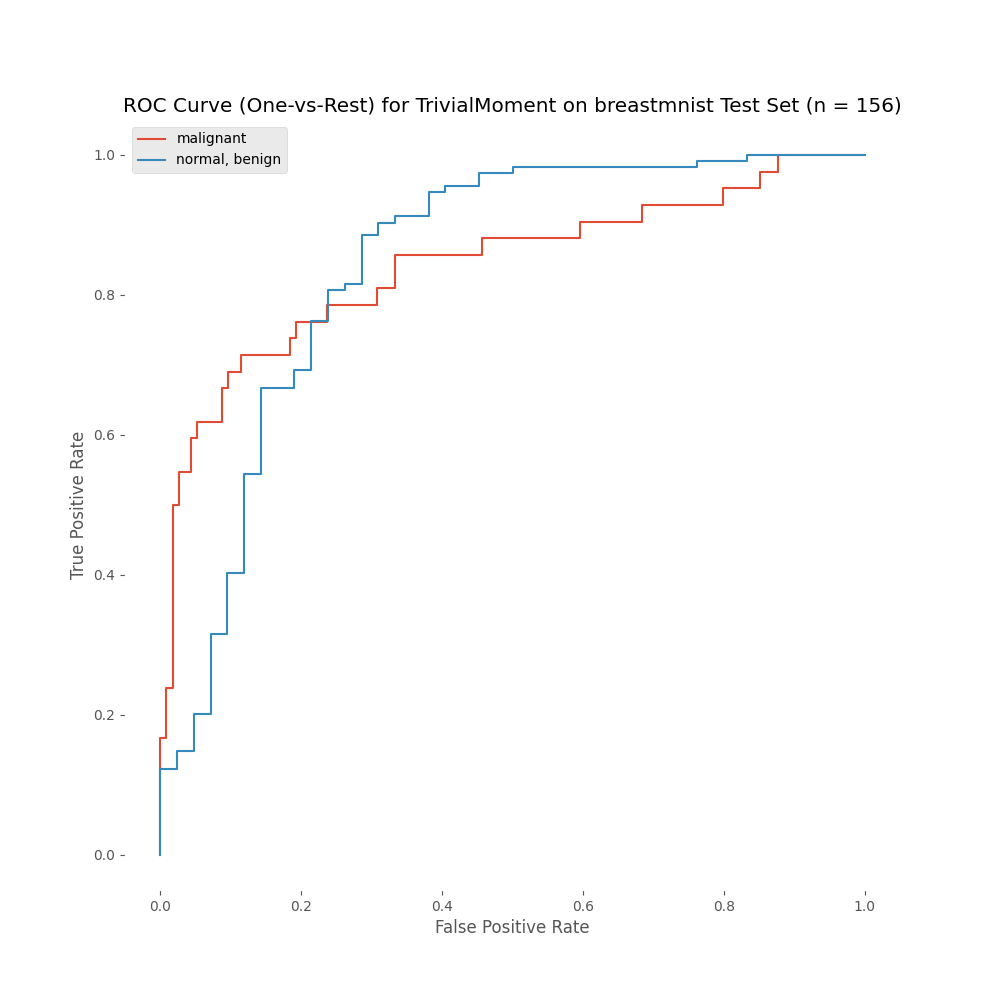 ROC Curve (One-vs-Rest) for TrivialMoment on breastmnist Test Set (n = 156)
malignant
normal, benign
1.0
0.8
0.6
0.4
0.2
0.0
True Positive Rate
0.0 0.2 0.4 0.6 0.8 1.0
False Positive Rate